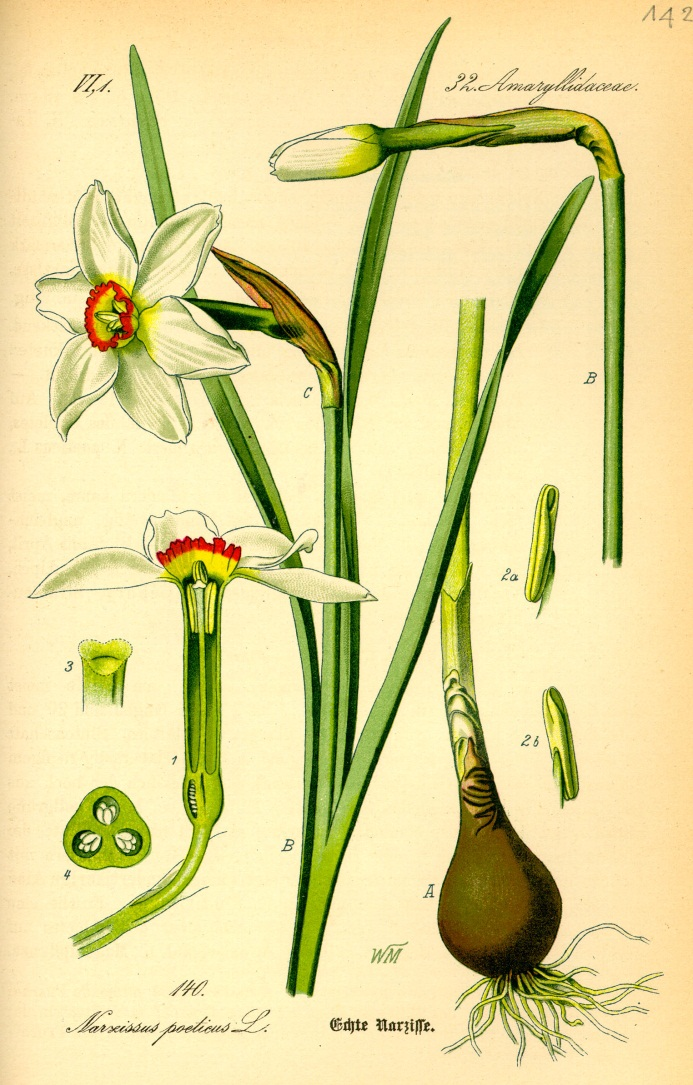 142
VI,1.
32. Amaryllidaceae.
B
C
2a
3
2b
1
4
B
A
WM
140.
Narcissus poeticus L.
Echte Narzisse.